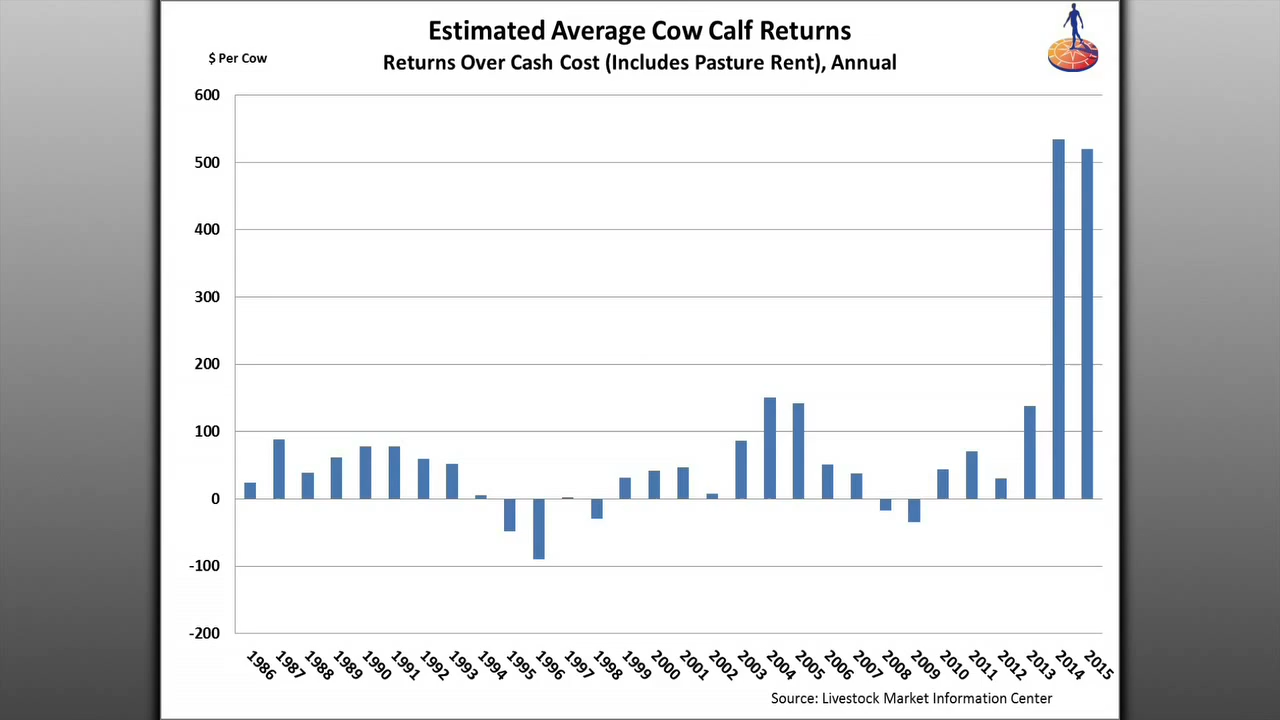 Estimated Average Cow Calf Returns
$ Per Cow
Returns Over Cash Cost (Includes Pasture Rent), Annual
600
500
400
300
200
100
0
-100
-200
1986 1987 1988 1989 1990 1991 1992 1993 1994 1995 1996 1997 1998 1999 2000 2001 2002 2003 2004 2005 2006 2007 2008 2009 2010 2011 2012 2013 2014 2015
Source: Livestock Market Information Center